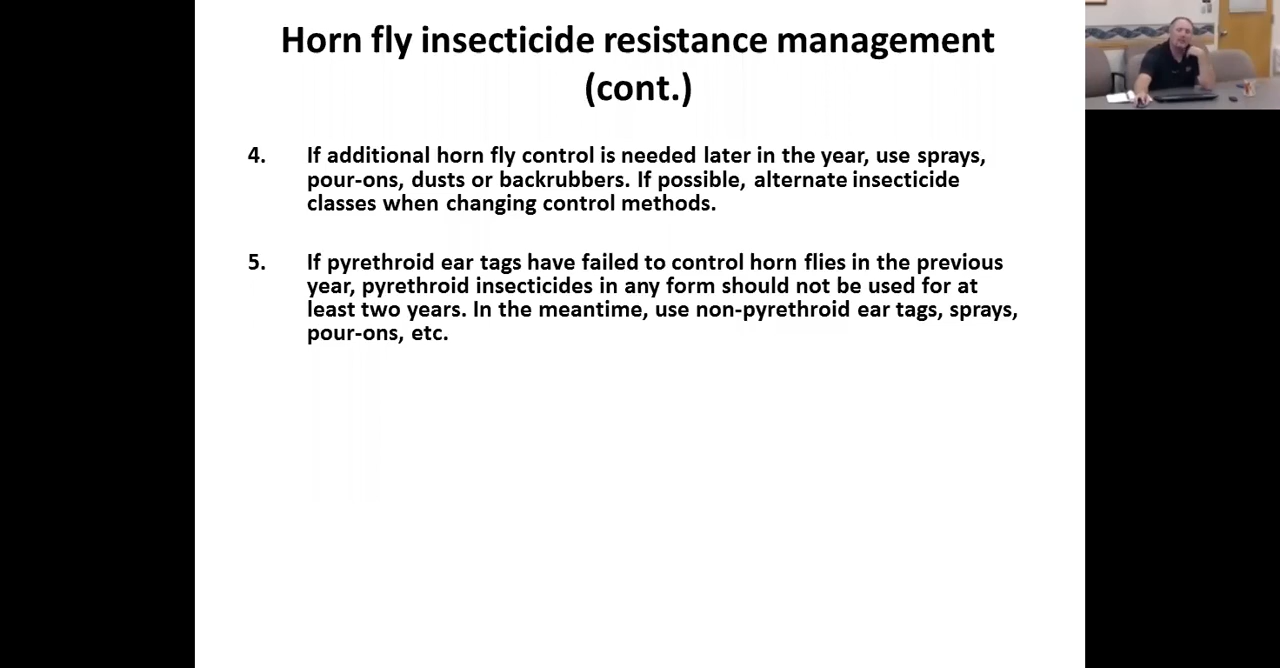 Horn fly insecticide resistance management
(cont.)
4. If additional horn fly control is needed later in the year, use sprays,
pour-ons, dusts or backrubbers. If possible, alternate insecticide
classes when changing control methods.
5. If pyrethroid ear tags have failed to control horn flies in the previous
year, pyrethroid insecticides in any form should not be used for at
least two years. In the meantime, use non-pyrethroid ear tags, sprays,
pour-ons, etc.